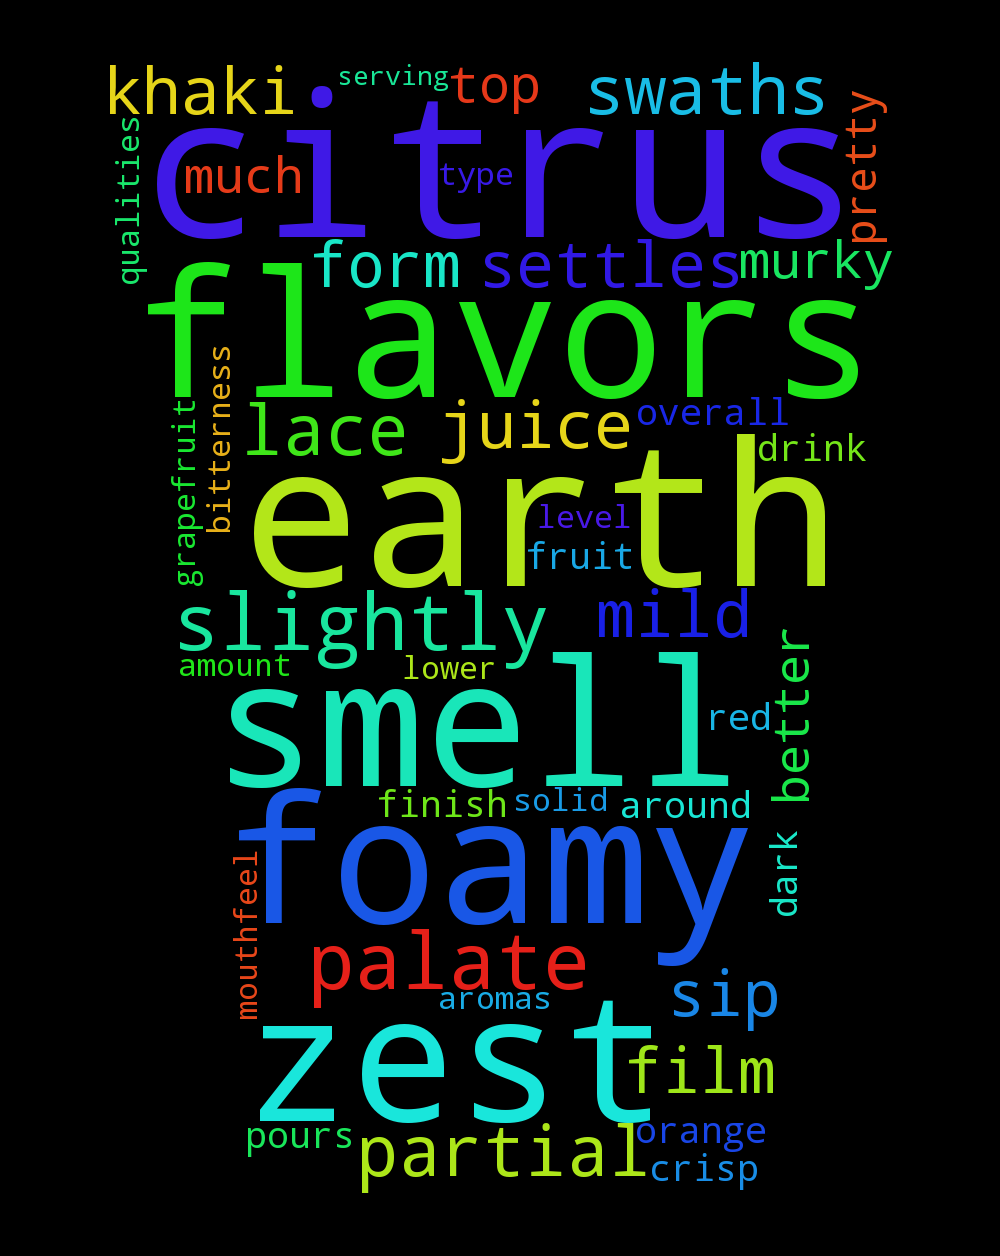 serving
khaki
top
swaths
citrus
pretty
qualities
much
type
form
settles
murky
flavors
bitterness
grapefruit
lace
juice
overall
drink
earth
level
fruit
slightly
mild
amount
lower
better
smell
red
finish
solid
around
foamy
dark
mouthfeel
palate
aromas
sip
zest
film
pours
partial
orange
crisp